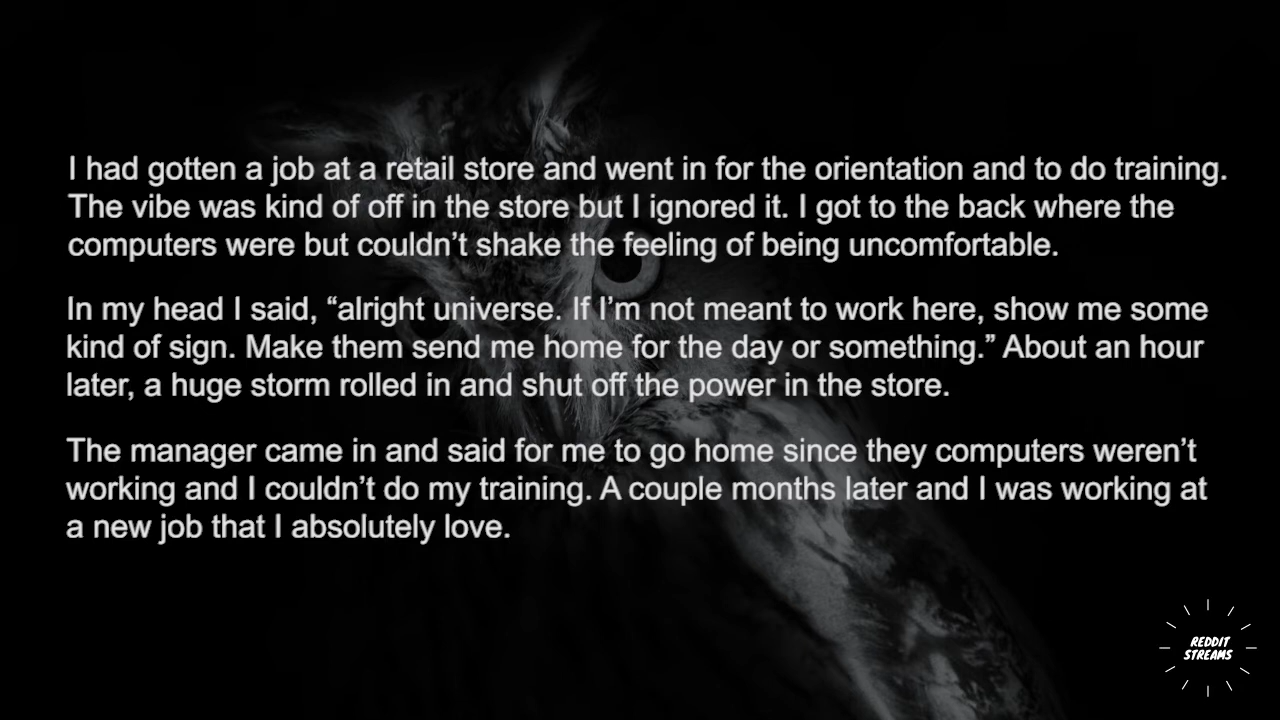 I had gotten a job at a retail store and went in for the orientation and to do training.
The vibe was kind of off in the store but I ignored it. I got to the back where the
computers were but couldn’t shake the feeling of being uncomfortable.
In my head I said, “alright universe. If I’m not meant to work here, show me some
kind of sign. Make them send me home for the day or something.” About an hour
later, a huge storm rolled in and shut off the power in the store.
The manager came in and said for me to go home since they computers weren’t
working and I couldn’t do my training. A couple months later and I was working at
a new job that I absolutely love.
REDDIT
STREAMS